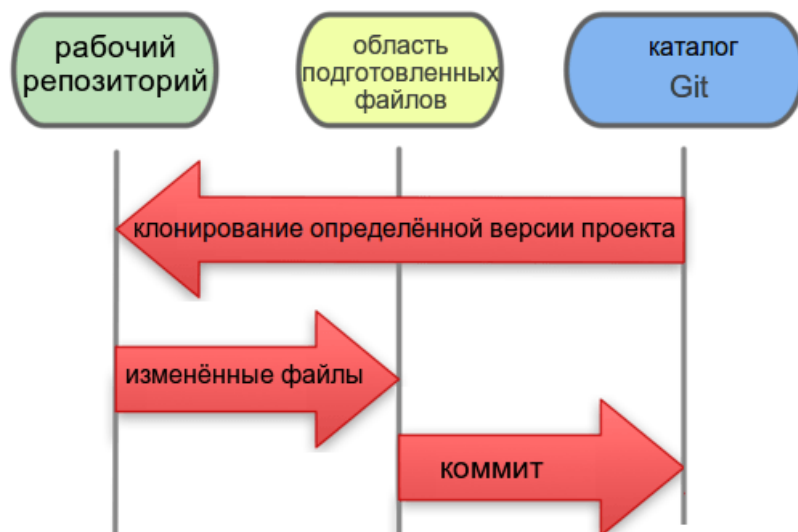 рабочий
репозиторий
область
подготовленных
файлов
каталог
Git
клонирование определённой версии проекта
изменённые файлы
коммит